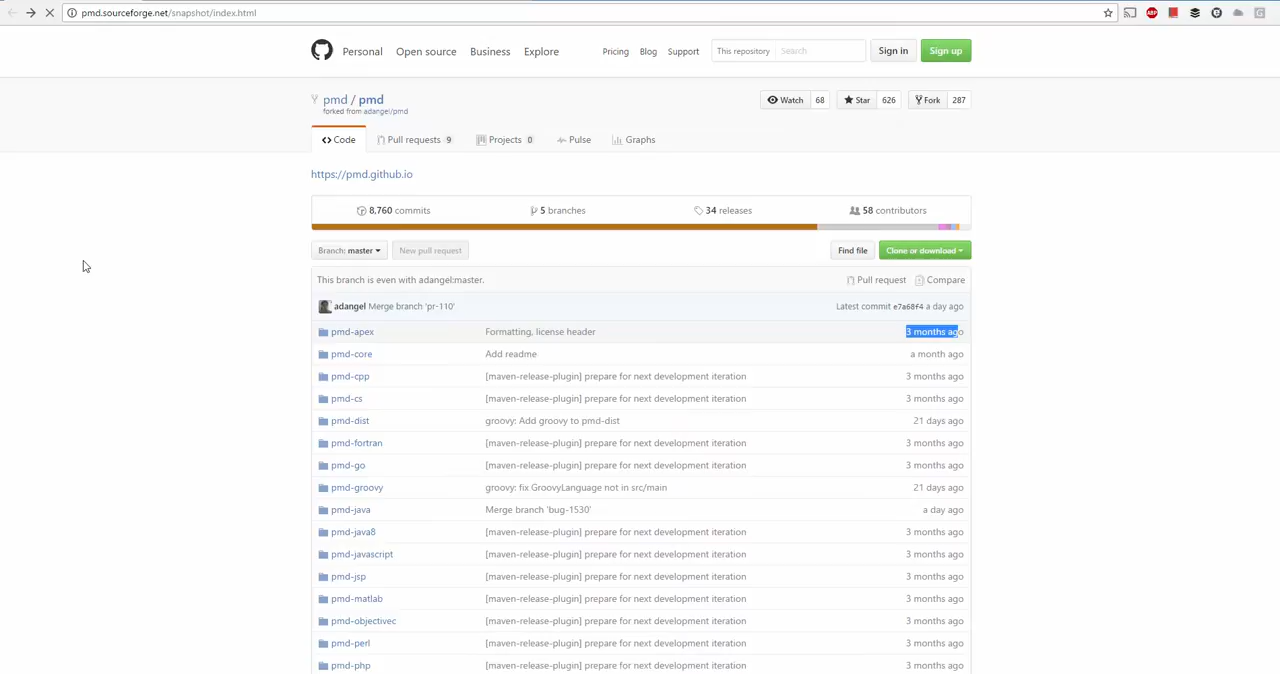 pmd.sourceforge.net/snapshot/index.html
Personal Open source Business Explore Pricing Blog Support This repository Search Sign in Sign up
pmd / pmd
forked from adangel/pmd
Watch 68 Star 626 Fork 287
Code Pull requests 9 Projects 0 Pulse Graphs
https://pmd.github.io
8,760 commits 5 branches 34 releases 58 contributors
Branch: master New pull request Find file Clone or download
This branch is even with adangel:master. Pull request Compare
adangel Merge branch 'pr-110' Latest commit e7a68f4 a day ago
pmd-apex Formatting, license header 3 months ago
pmd-core Add readme a month ago
pmd-cpp [maven-release-plugin] prepare for next development iteration 3 months ago
pmd-cs [maven-release-plugin] prepare for next development iteration 3 months ago
pmd-dist groovy: Add groovy to pmd-dist 21 days ago
pmd-fortran [maven-release-plugin] prepare for next development iteration 3 months ago
pmd-go [maven-release-plugin] prepare for next development iteration 3 months ago
pmd-groovy groovy: fix GroovyLanguage not in src/main 21 days ago
pmd-java Merge branch 'bug-1530' a day ago
pmd-java8 [maven-release-plugin] prepare for next development iteration 3 months ago
pmd-javascript [maven-release-plugin] prepare for next development iteration 3 months ago
pmd-jsp [maven-release-plugin] prepare for next development iteration 3 months ago
pmd-matlab [maven-release-plugin] prepare for next development iteration 3 months ago
pmd-objectivec [maven-release-plugin] prepare for next development iteration 3 months ago
pmd-perl [maven-release-plugin] prepare for next development iteration 3 months ago
pmd-php [maven-release-plugin] prepare for next development iteration 3 months ago